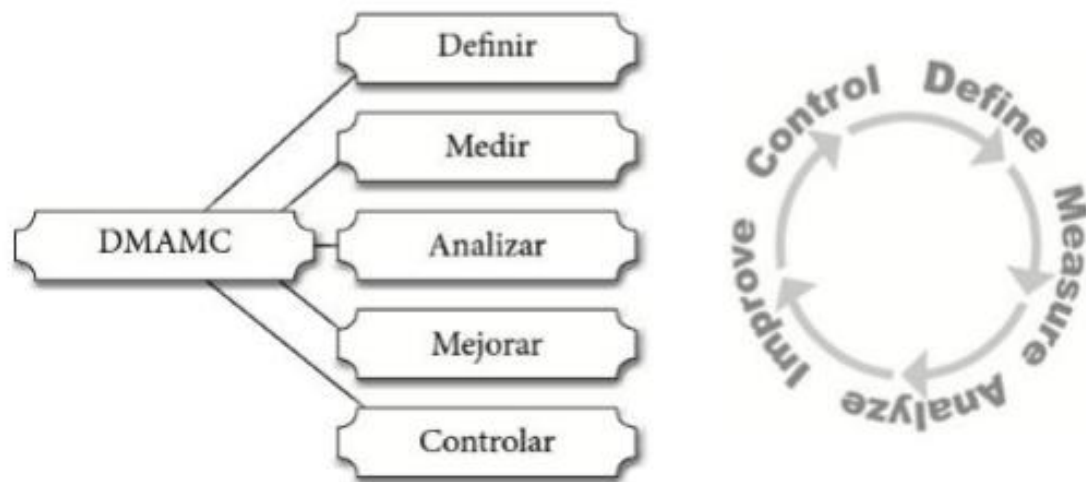 Definir
Medir
DMAMC
Analizar
Mejorar
Controlar
Define
Measure
Analyze
Improve
Control